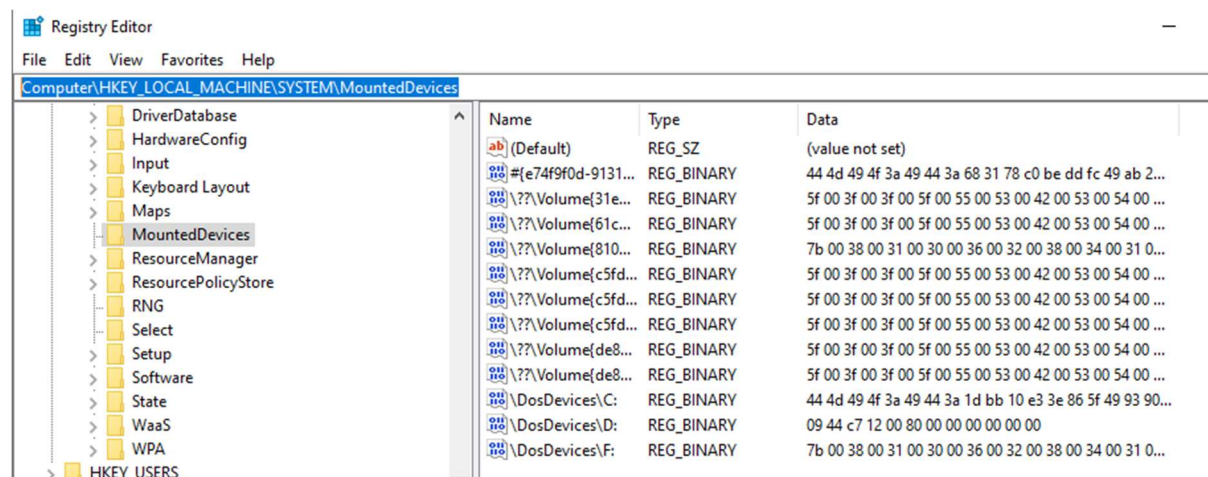 Registry Editor
File Edit View Favorites Help
Computer\HKEY_LOCAL_MACHINE\SYSTEM\MountedDevices
DriverDatabase
HardwareConfig
Input
Keyboard Layout
Maps
MountedDevices
ResourceManager
ResourcePolicyStore
RNG
Select
Setup
Software
State
WaaS
WPA
HKEY_USERS
Name Type Data
(Default) REG_SZ (value not set)
#{e74f9f0d-9131... REG_BINARY 44 4d 49 4f 3a 49 44 3a 68 31 78 c0 be dd fc 49 ab 2...
\??\Volume{31e... REG_BINARY 5f 00 3f 00 3f 00 5f 00 55 00 53 00 42 00 53 00 54 00 ...
\??\Volume{61c... REG_BINARY 5f 00 3f 00 3f 00 5f 00 55 00 53 00 42 00 53 00 54 00 ...
\??\Volume{810... REG_BINARY 7b 00 38 00 31 00 30 00 36 00 32 00 38 00 34 00 31 0...
\??\Volume{c5fd... REG_BINARY 5f 00 3f 00 3f 00 5f 00 55 00 53 00 42 00 53 00 54 00 ...
\??\Volume{c5fd... REG_BINARY 5f 00 3f 00 3f 00 5f 00 55 00 53 00 42 00 53 00 54 00 ...
\??\Volume{c5fd... REG_BINARY 5f 00 3f 00 3f 00 5f 00 55 00 53 00 42 00 53 00 54 00 ...
\??\Volume{de8... REG_BINARY 5f 00 3f 00 3f 00 5f 00 55 00 53 00 42 00 53 00 54 00 ...
\??\Volume{de8... REG_BINARY 5f 00 3f 00 3f 00 5f 00 55 00 53 00 42 00 53 00 54 00 ...
\DosDevices\C: REG_BINARY 44 4d 49 4f 3a 49 44 3a 1d bb 10 e3 3e 86 5f 49 93 90...
\DosDevices\D: REG_BINARY 09 44 c7 12 00 80 00 00 00 00 00 00
\DosDevices\F: REG_BINARY 7b 00 38 00 31 00 30 00 36 00 32 00 38 00 34 00 31 0...